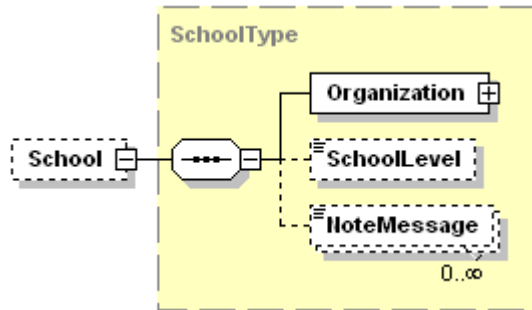 SchoolType
Organization
School
SchoolLevel
NoteMessage
0..∞